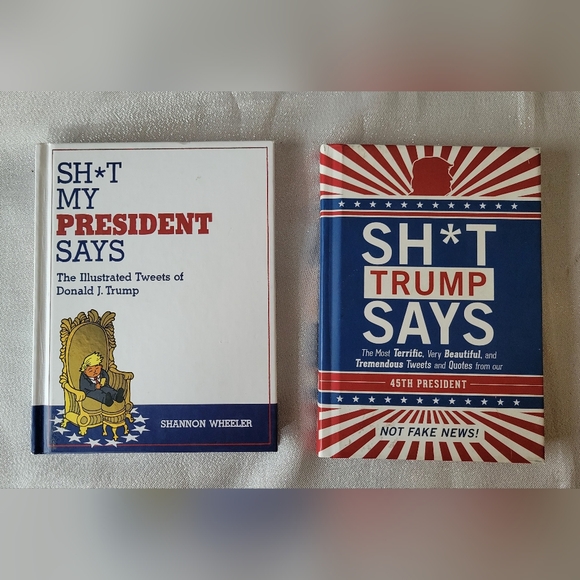 SH*T
MY
PRESIDENT
SAYS
The Illustrated Tweets of
Donald J. Trump
SHANNON WHEELER
SH*T
TRUMP
SAYS
The Most Terrific, Very Beautiful, and
Tremendous Tweets and Quotes from our
45TH PRESIDENT
NOT FAKE NEWS!